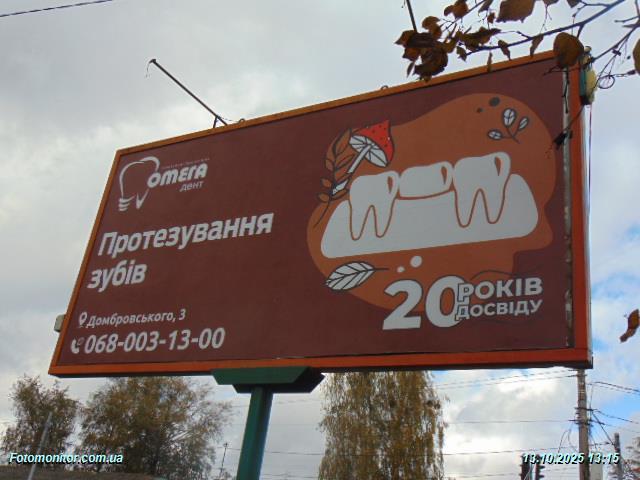 Омега
дент
Протезування
зубів
Домбровського, 3
068-003-13-00
20 РОКІВ
ДОСВІДУ
Fotomonitor.com.ua
13.10.2025 13:15